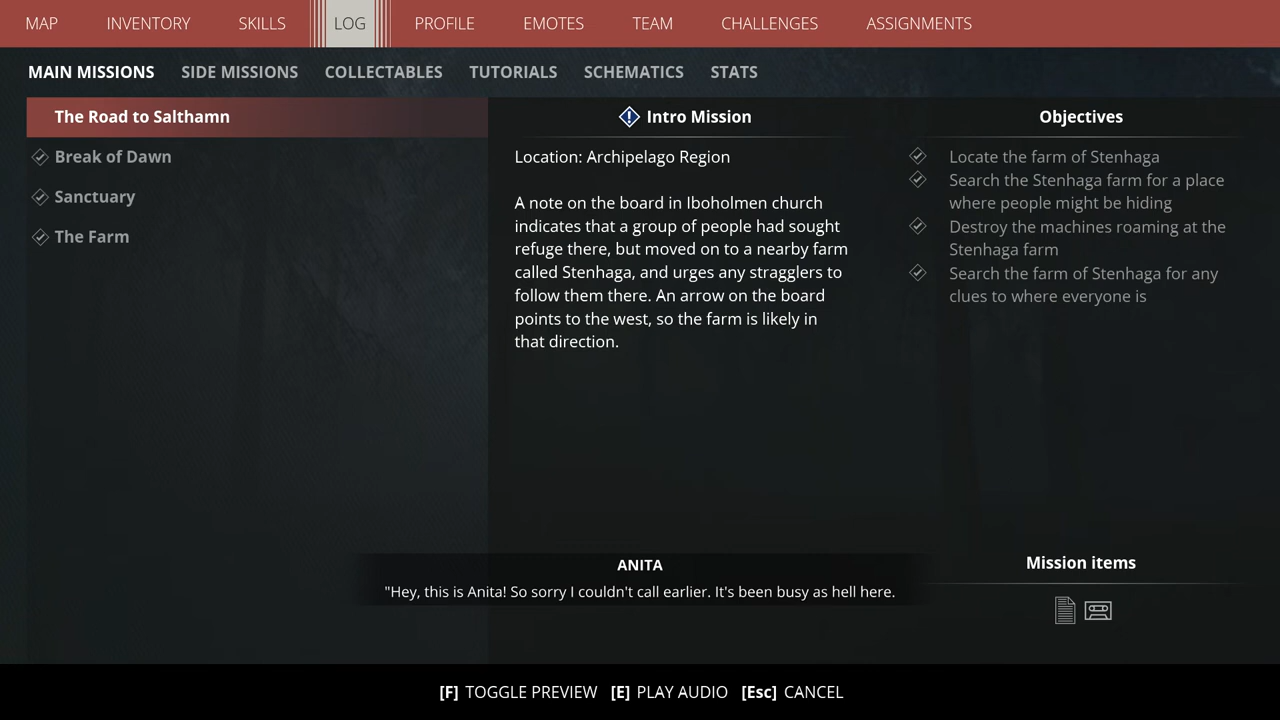 MAP INVENTORY SKILLS LOG PROFILE EMOTES TEAM CHALLENGES ASSIGNMENTS
MAIN MISSIONS SIDE MISSIONS COLLECTABLES TUTORIALS SCHEMATICS STATS
The Road to Salthamn
Break of Dawn
Sanctuary
The Farm
Intro Mission
Location: Archipelago Region
A note on the board in Iboholmen church
indicates that a group of people had sought
refuge there, but moved on to a nearby farm
called Stenhaga, and urges any stragglers to
follow them there. An arrow on the board
points to the west, so the farm is likely in
that direction.
Objectives
Locate the farm of Stenhaga
Search the Stenhaga farm for a place
where people might be hiding
Destroy the machines roaming at the
Stenhaga farm
Search the farm of Stenhaga for any
clues to where everyone is
Mission items
ANITA
"Hey, this is Anita! So sorry I couldn't call earlier. It's been busy as hell here.
[F] TOGGLE PREVIEW [E] PLAY AUDIO [Esc] CANCEL